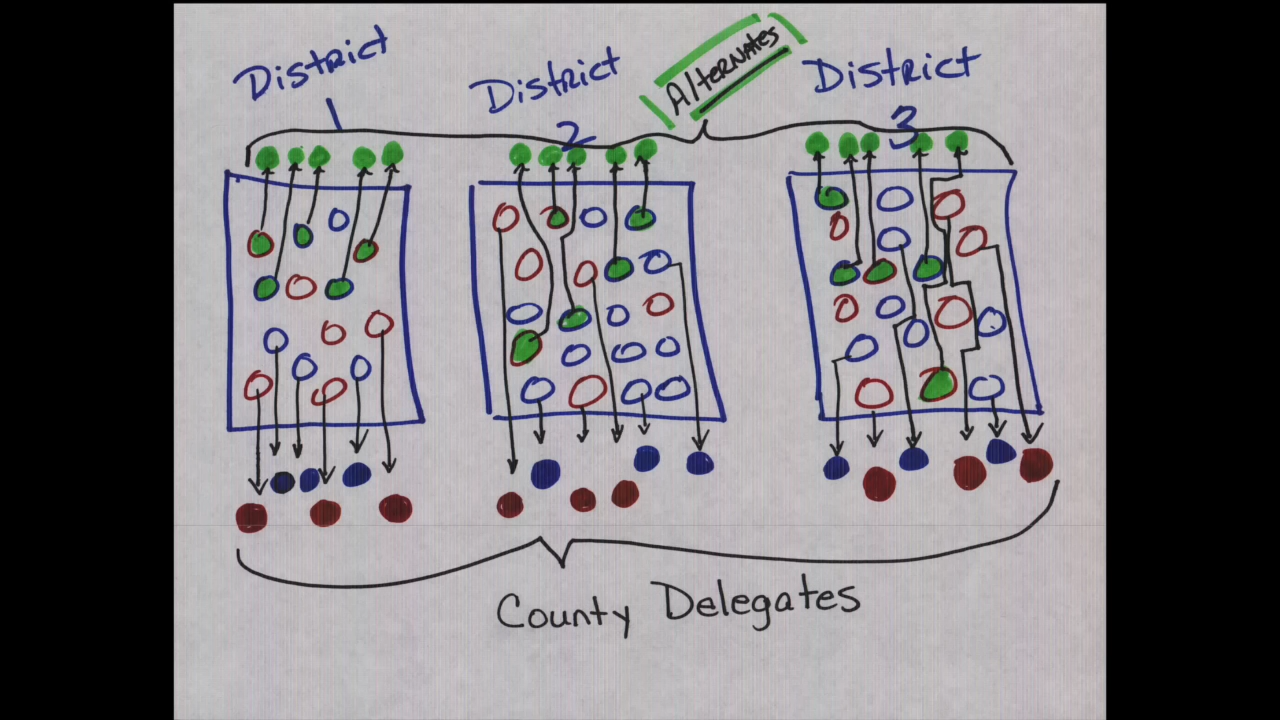 District
1
District
2
Alternates
District
3
County Delegates